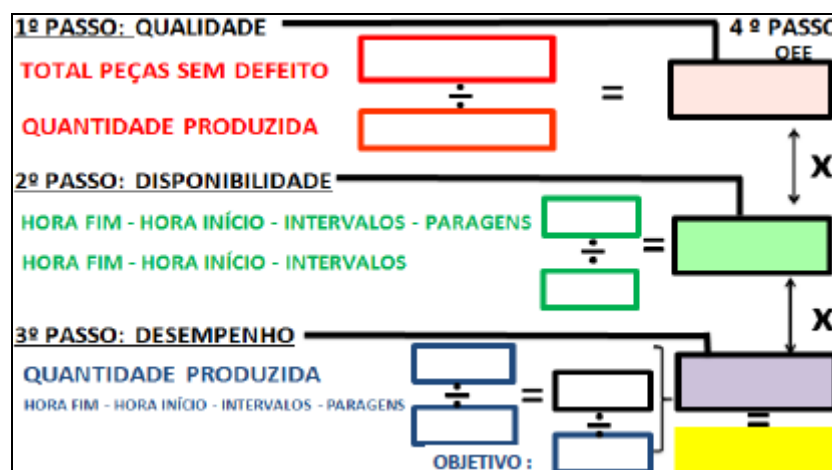 1º PASSO: QUALIDADE
4 º PASSO
OEE
TOTAL PEÇAS SEM DEFEITO
÷
=
QUANTIDADE PRODUZIDA
X
2º PASSO: DISPONIBILIDADE
HORA FIM - HORA INÍCIO - INTERVALOS - PARAGENS
÷
=
HORA FIM - HORA INÍCIO - INTERVALOS
X
3º PASSO: DESEMPENHO
QUANTIDADE PRODUZIDA
÷
=
HORA FIM - HORA INÍCIO - INTERVALOS - PARAGENS
÷
=
OBJETIVO :